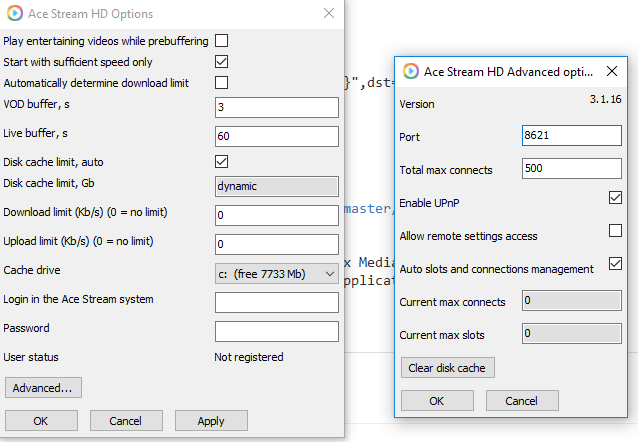 Ace Stream HD Options
Play entertaining videos while prebuffering
Start with sufficient speed only
Automatically determine download limit
VOD buffer, s
3
Live buffer, s
60
Disk cache limit, auto
Disk cache limit, Gb
dynamic
Download limit (Kb/s) (0 = no limit)
0
Upload limit (Kb/s) (0 = no limit)
0
Cache drive
c: (free 7733 Mb)
Login in the Ace Stream system
Password
User status
Not registered
Advanced...
OK
Cancel
Apply
}",dst=
master/
x Media
pplicat
Ace Stream HD Advanced opti...
Version
3.1.16
Port
8621
Total max connects
500
Enable UPnP
Allow remote settings access
Auto slots and connections management
Current max connects
0
Current max slots
0
Clear disk cache
OK
Cancel